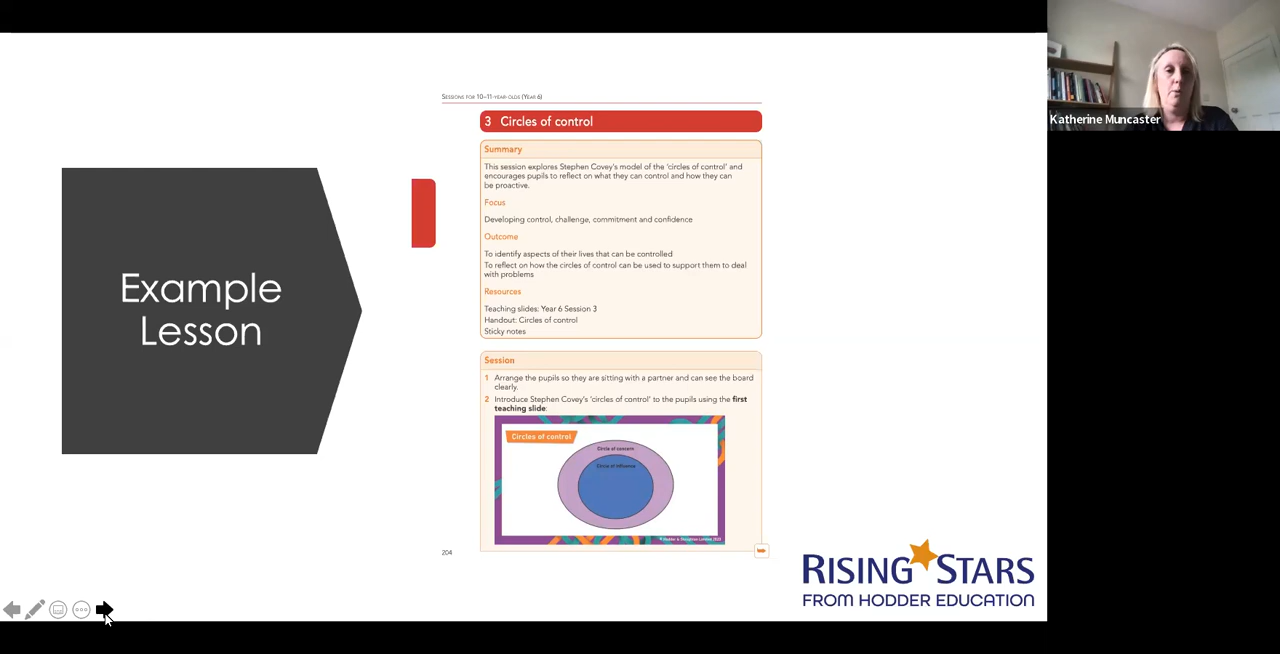 Example
Lesson
SESSIONS FOR 10–11-YEAR-OLDS (YEAR 6)
3 Circles of control
Summary
This session explores Stephen Covey's model of the 'circles of control' and
encourages pupils to reflect on what they can control and how they can
be proactive.
Focus
Developing control, challenge, commitment and confidence
Outcome
To identify aspects of their lives that can be controlled
To reflect on how the circles of control can be used to support them to deal
with problems
Resources
Teaching slides: Year 6 Session 3
Handout: Circles of control
Sticky notes
Session
1 Arrange the pupils so they are sitting with a partner and can see the board
clearly.
2 Introduce Stephen Covey's 'circles of control' to the pupils using the first
teaching slide:
Circles of control
Circle of concern
Circle of influence
© Hodder & Stoughton Limited 2023
204
RISING STARS
FROM HODDER EDUCATION
Katherine Muncaster